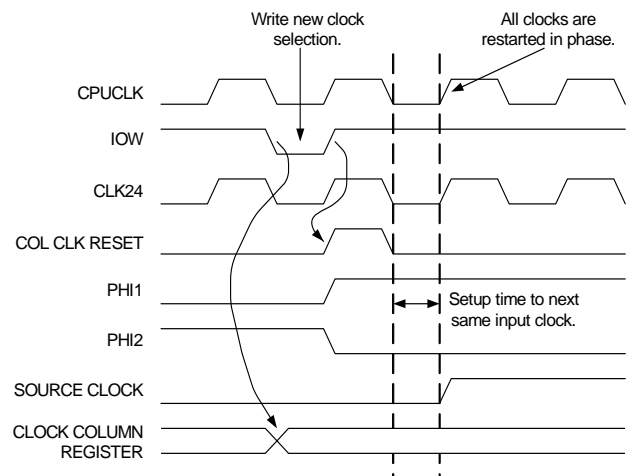 Write new clock
selection.
All clocks are
restarted in phase.
CPUCLK
IOW
CLK24
COL CLK RESET
PHI1
Setup time to next
same input clock.
PHI2
SOURCE CLOCK
CLOCK COLUMN
REGISTER